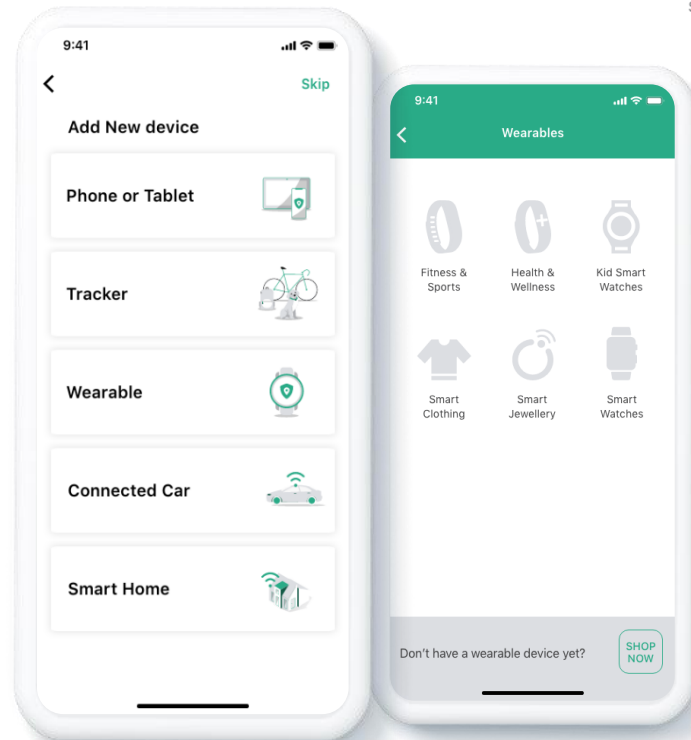 9:41
Skip
Add New device
Phone or Tablet
Tracker
Wearable
Connected Car
Smart Home
9:41
Wearables
Fitness &
Sports
Health &
Wellness
Kid Smart
Watches
Smart
Clothing
Smart
Jewellery
Smart
Watches
Don't have a wearable device yet?
SHOP
NOW